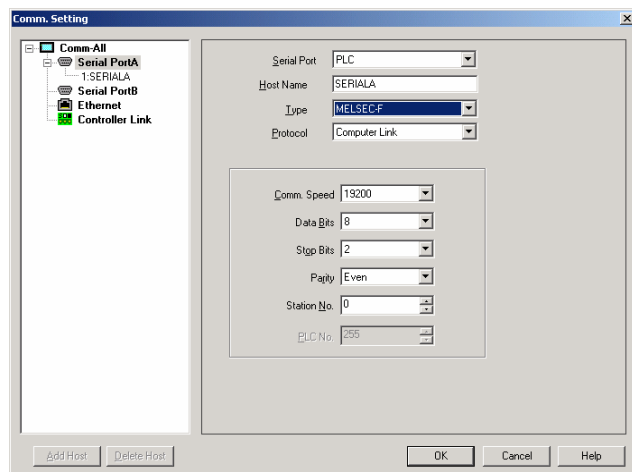 Comm. Setting
Comm-All
Serial PortA
1:SERIALA
Serial PortB
Ethernet
Controller Link
Serial Port PLC
Host Name SERIALA
Type MELSEC-F
Protocol Computer Link
Comm. Speed 19200
Data Bits 8
Stop Bits 2
Parity Even
Station No. 0
PLC No. 255
Add Host Delete Host OK Cancel Help